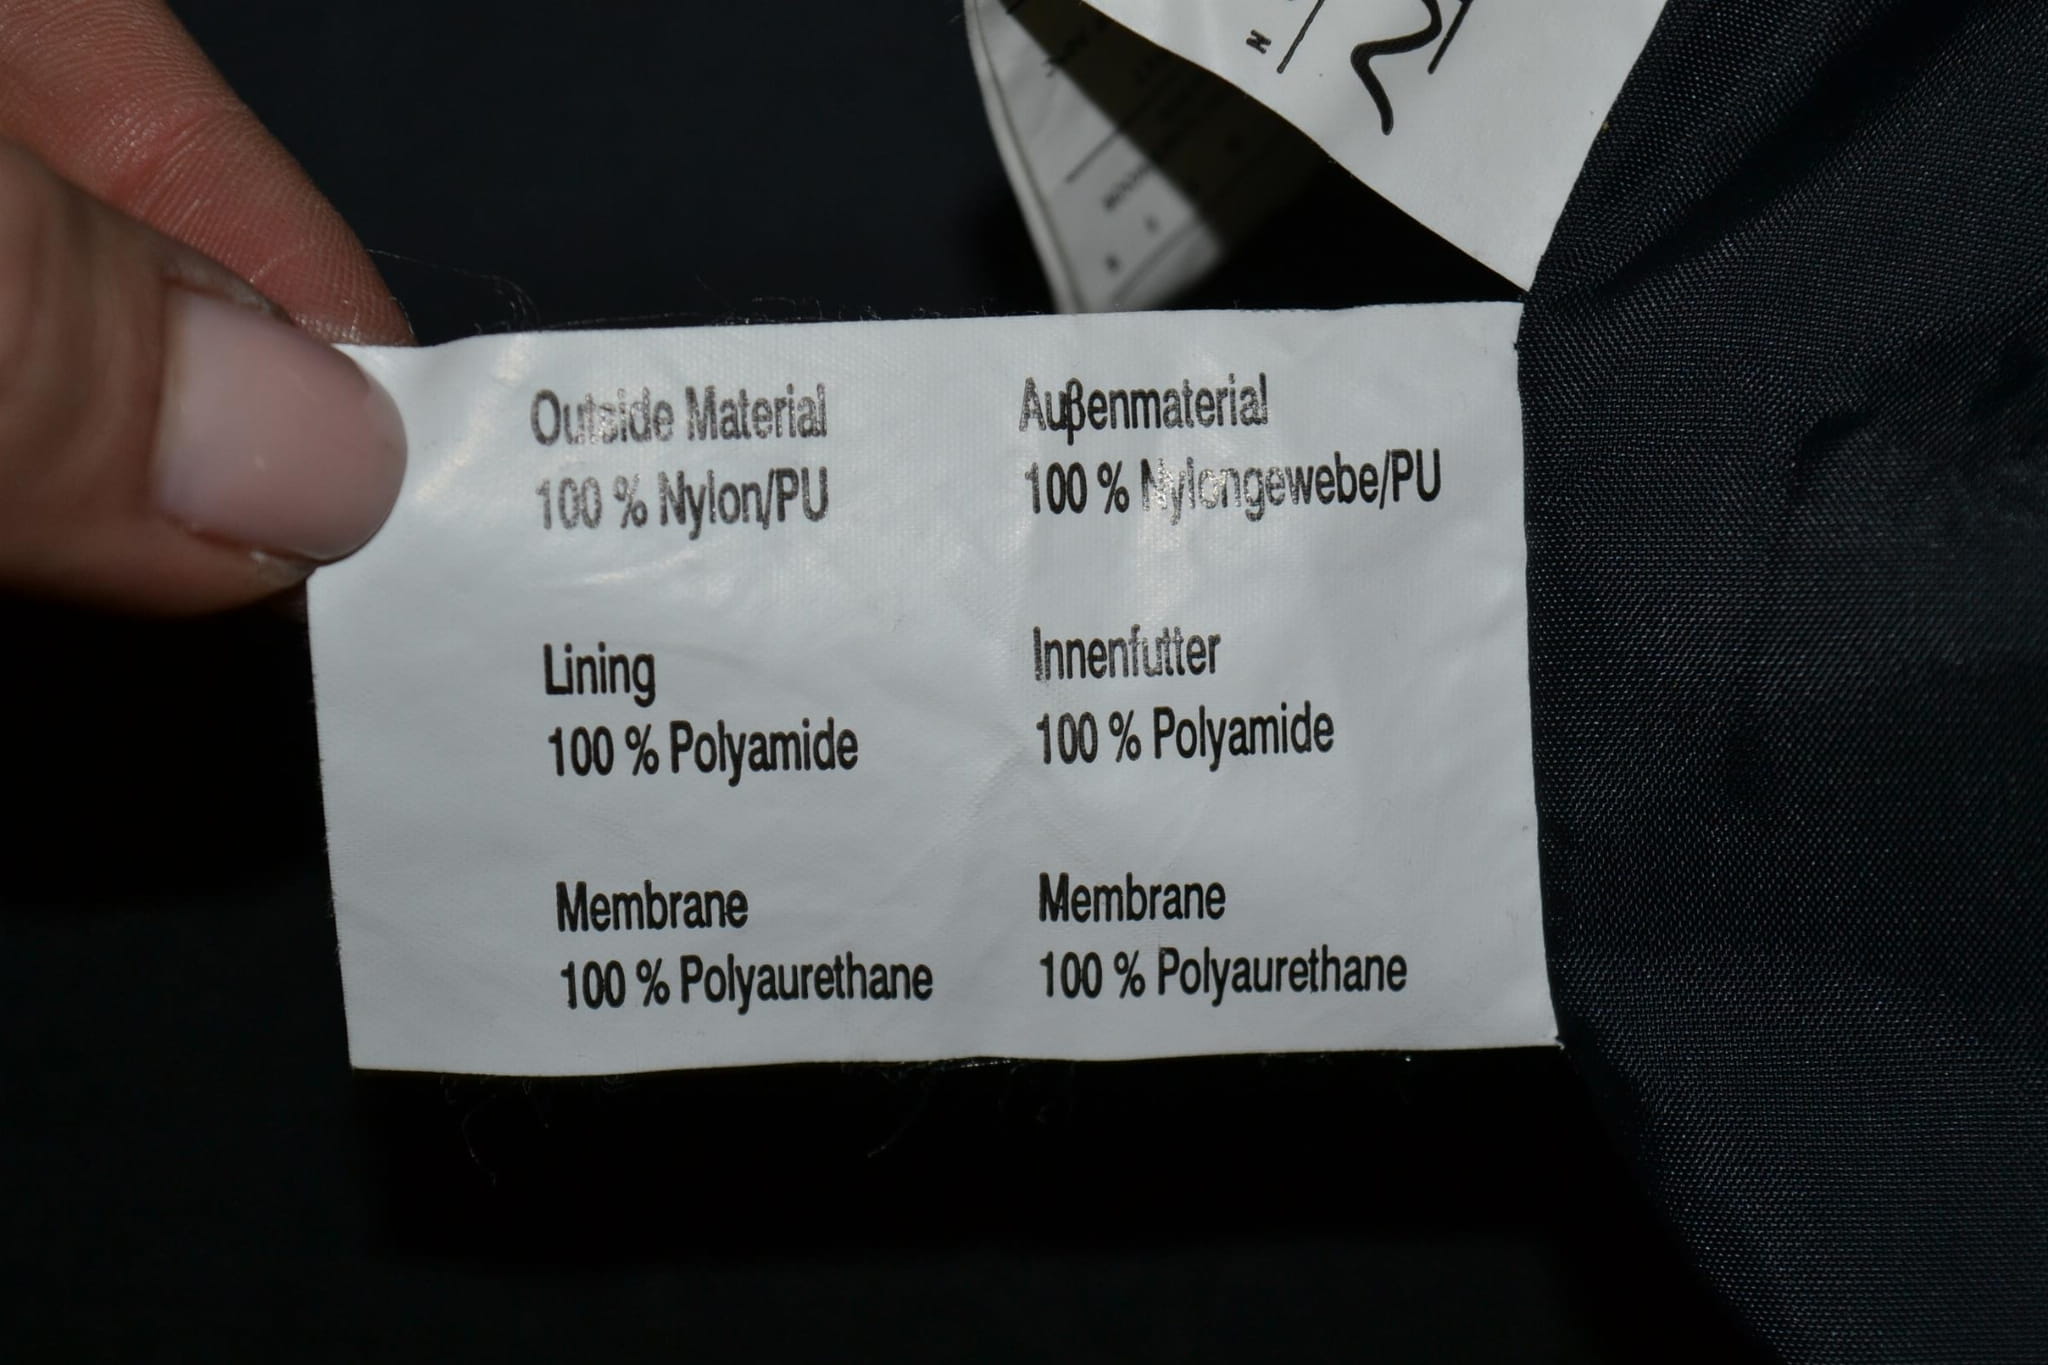 Outside Material
100 % Nylon/PU
Lining
100 % Polyamide
Membrane
100 % Polyaurethane
Außenmaterial
100 % Nylongewebe/PU
Innenfutter
100 % Polyamide
Membrane
100 % Polyaurethane